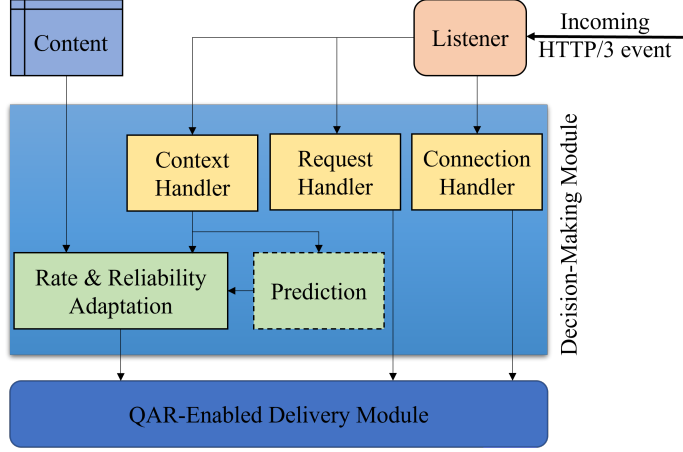 Content
Listener
Incoming
HTTP/3 event
Context
Handler
Request
Handler
Connection
Handler
Decision-Making Module
Rate & Reliability
Adaptation
Prediction
QAR-Enabled Delivery Module